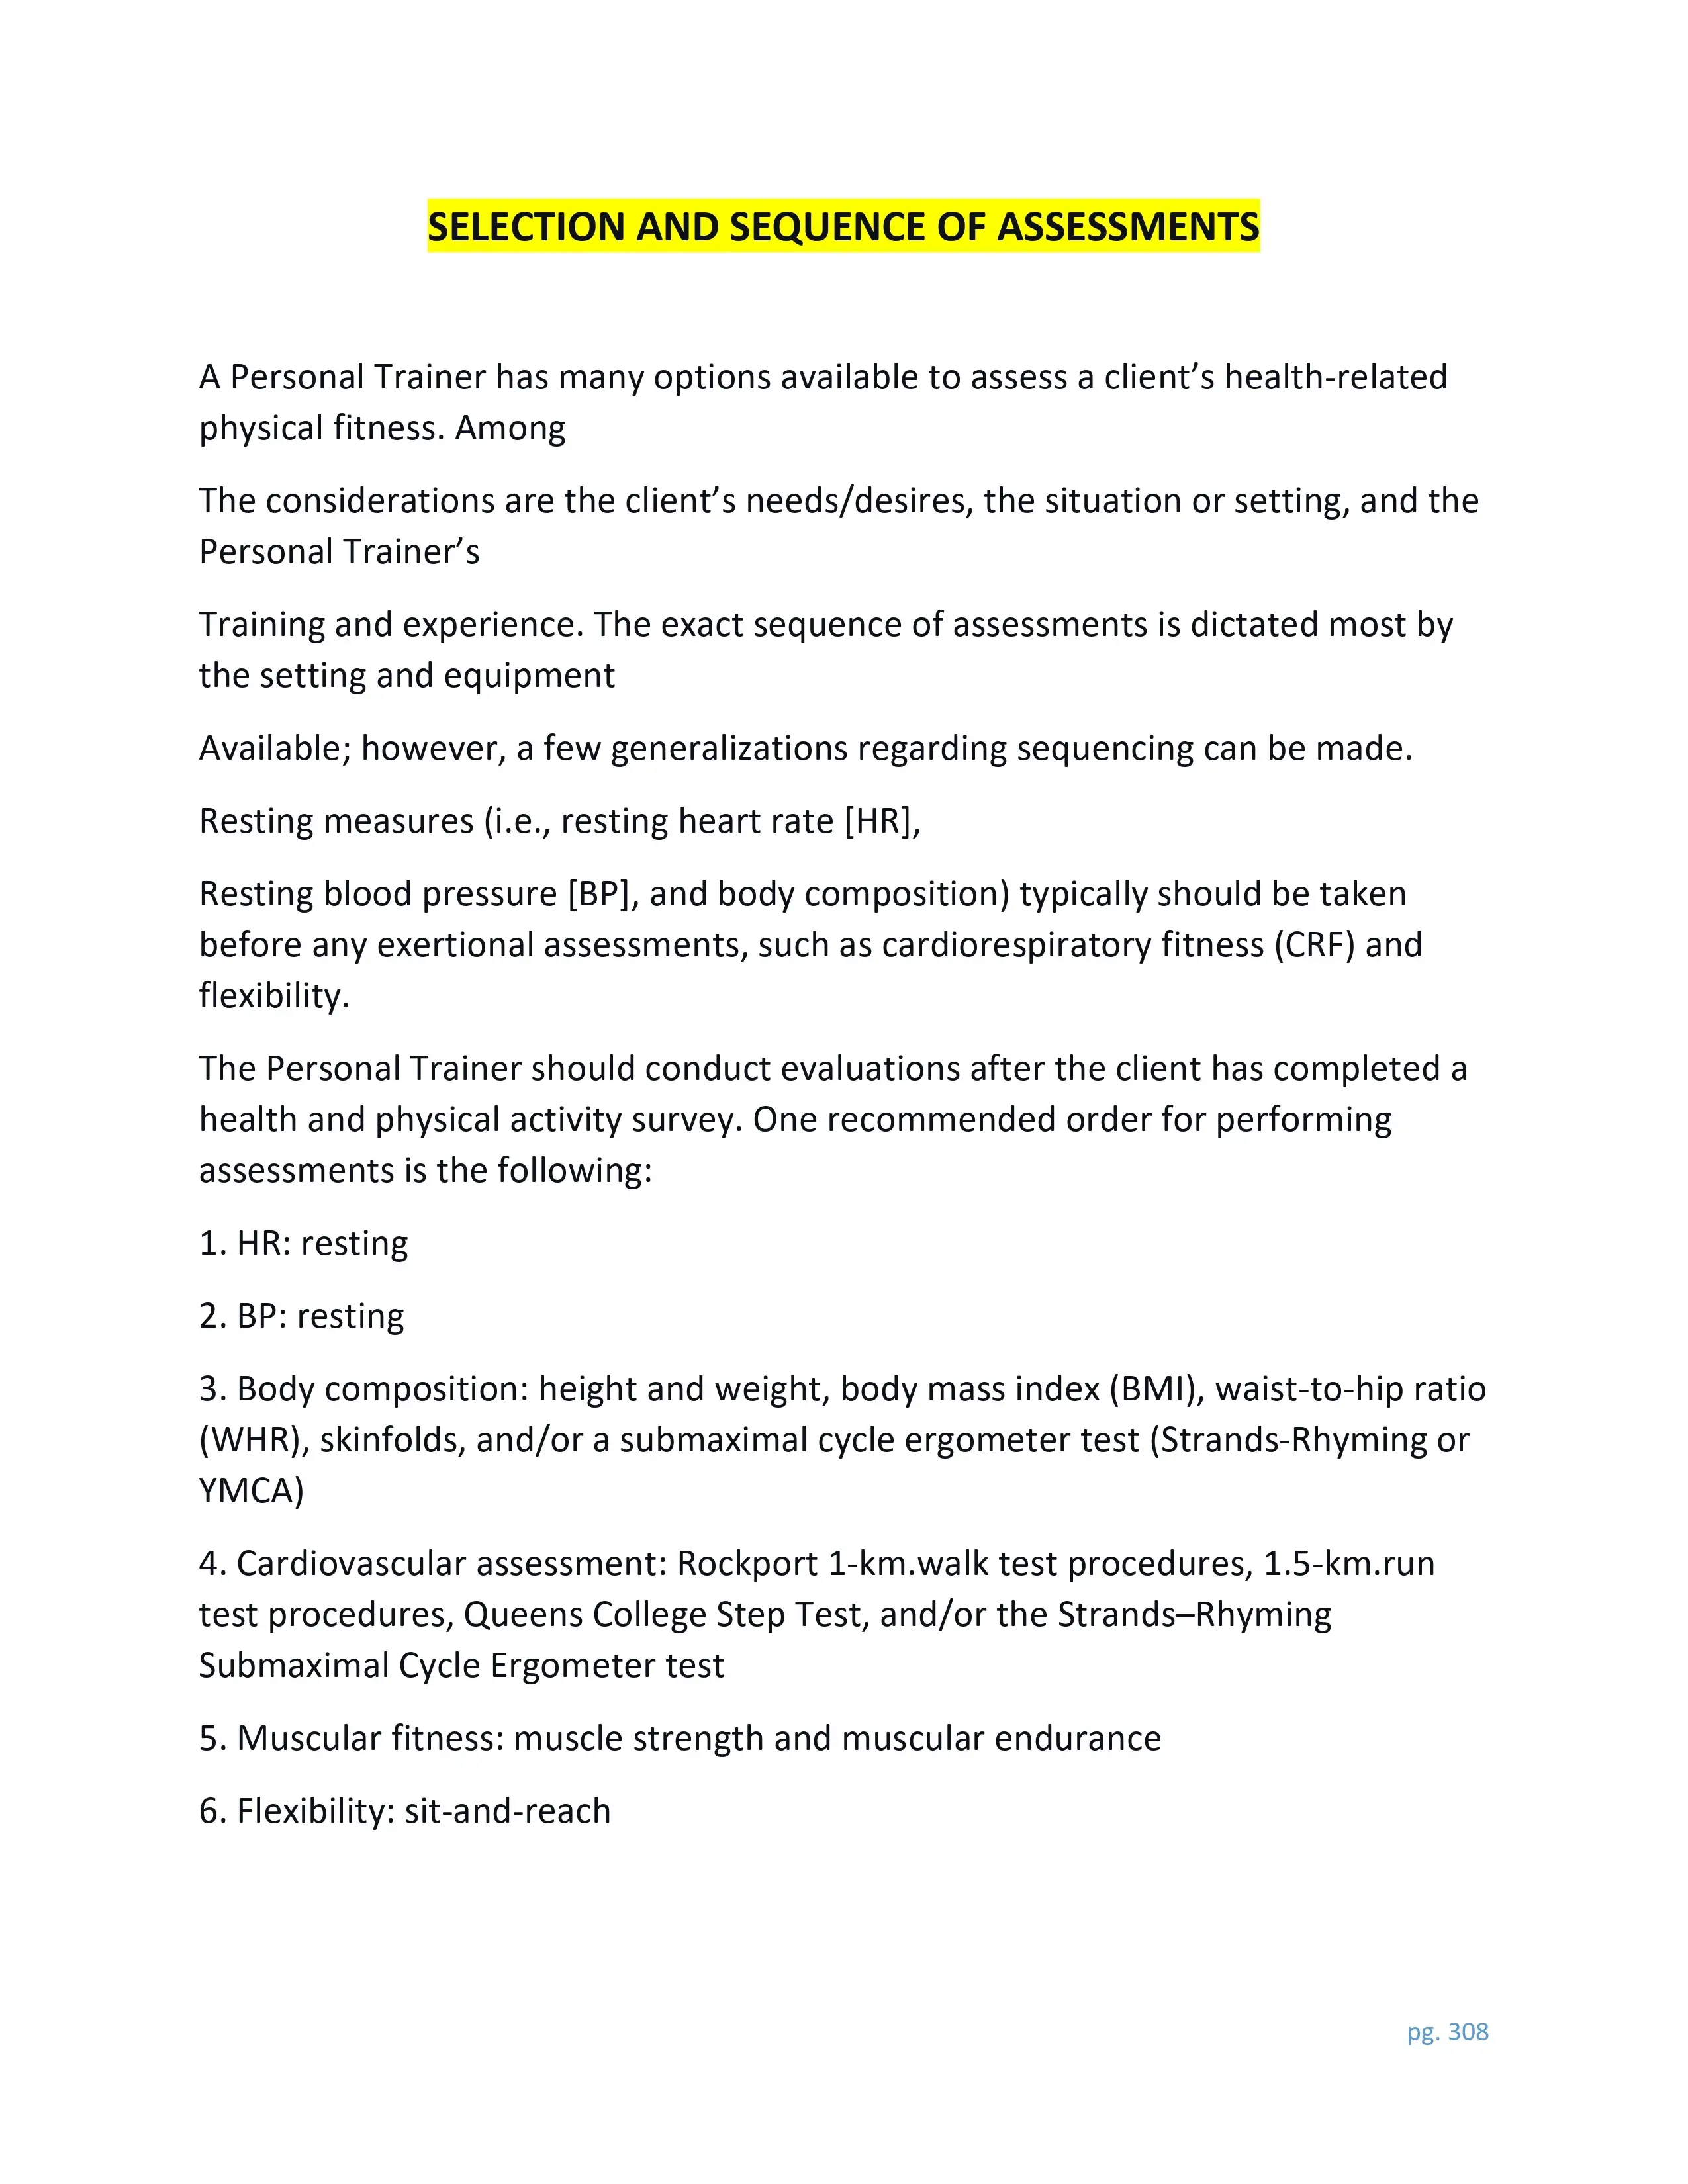 SELECTION AND SEQUENCE OF ASSESSMENTS
A Personal Trainer has many options available to assess a client’s health-related
physical fitness. Among
The considerations are the client’s needs/desires, the situation or setting, and the
Personal Trainer’s
Training and experience. The exact sequence of assessments is dictated most by
the setting and equipment
Available; however, a few generalizations regarding sequencing can be made.
Resting measures (i.e., resting heart rate [HR],
Resting blood pressure [BP], and body composition) typically should be taken
before any exertional assessments, such as cardiorespiratory fitness (CRF) and
flexibility.
The Personal Trainer should conduct evaluations after the client has completed a
health and physical activity survey. One recommended order for performing
assessments is the following:
1. HR: resting
2. BP: resting
3. Body composition: height and weight, body mass index (BMI), waist-to-hip ratio
(WHR), skinfolds, and/or a submaximal cycle ergometer test (Strands-Rhyming or
YMCA)
4. Cardiovascular assessment: Rockport 1-km.walk test procedures, 1.5-km.run
test procedures, Queens College Step Test, and/or the Strands–Rhyming
Submaximal Cycle Ergometer test
5. Muscular fitness: muscle strength and muscular endurance
6. Flexibility: sit-and-reach
pg. 308